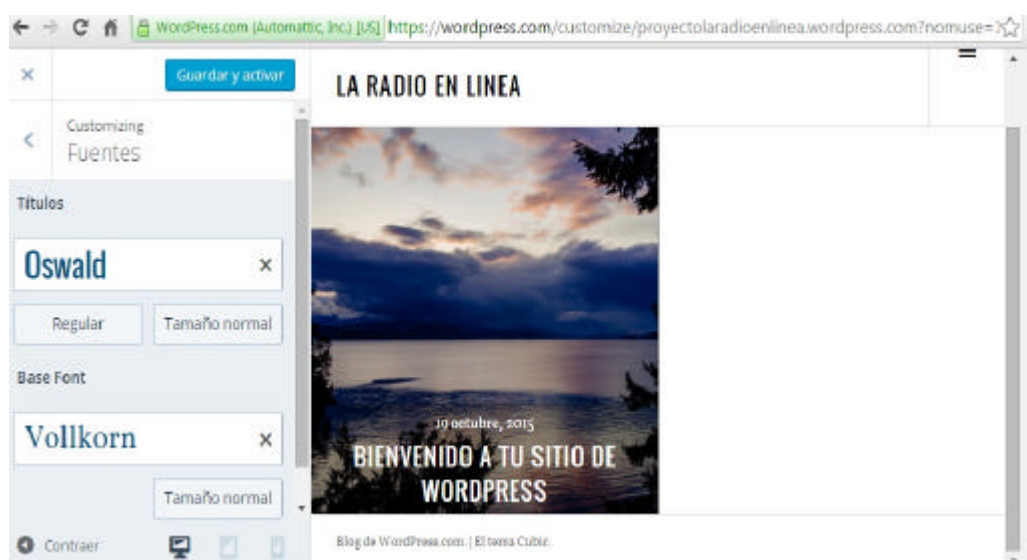 WordPress.com (Automattic, Inc.) [US] https://wordpress.com/customize/proyectolaradioenlinea.wordpress.com?nomuse=
Guardar y activar
Customizing
Fuentes
Títulos
Oswald
Regular Tamaño normal
Base Font
Vollkorn
Tamaño normal
Contraer
LA RADIO EN LINEA
19 octubre, 2015
BIENVENIDO A TU SITIO DE
WORDPRESS
Blog de WordPress.com. | El tema Cubic.